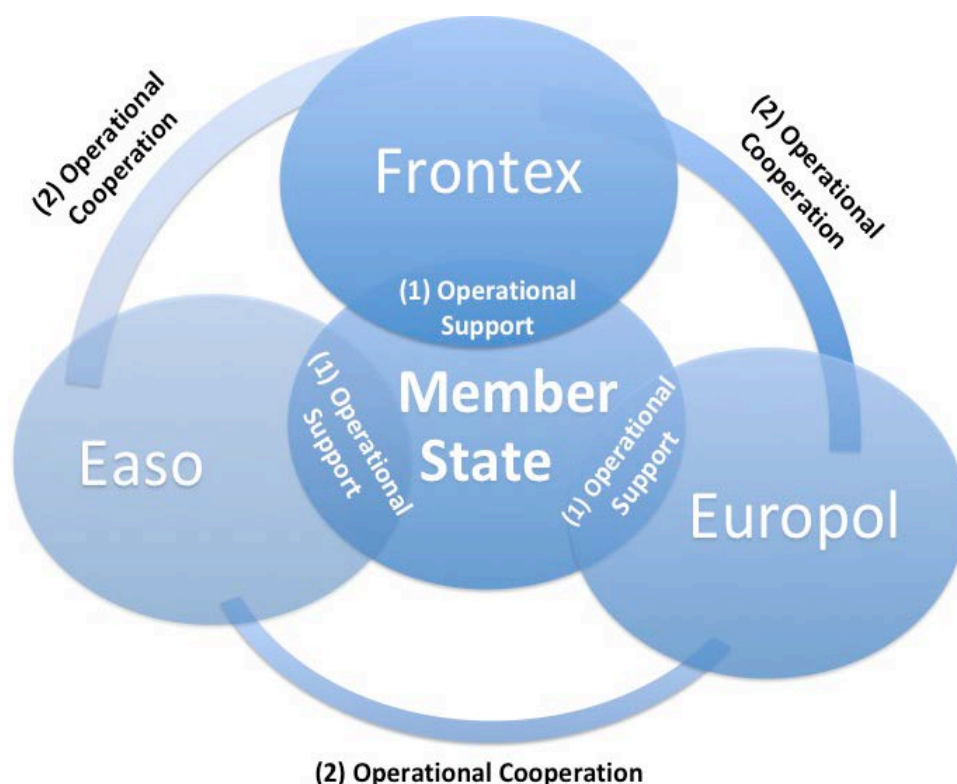 (2) Operational
Cooperation
(2) Operational
Cooperation
Frontex
(1) Operational
Support
Member
State
(1) Operational
Support
(1) Operational
Support
Easo
Europol
(2) Operational Cooperation